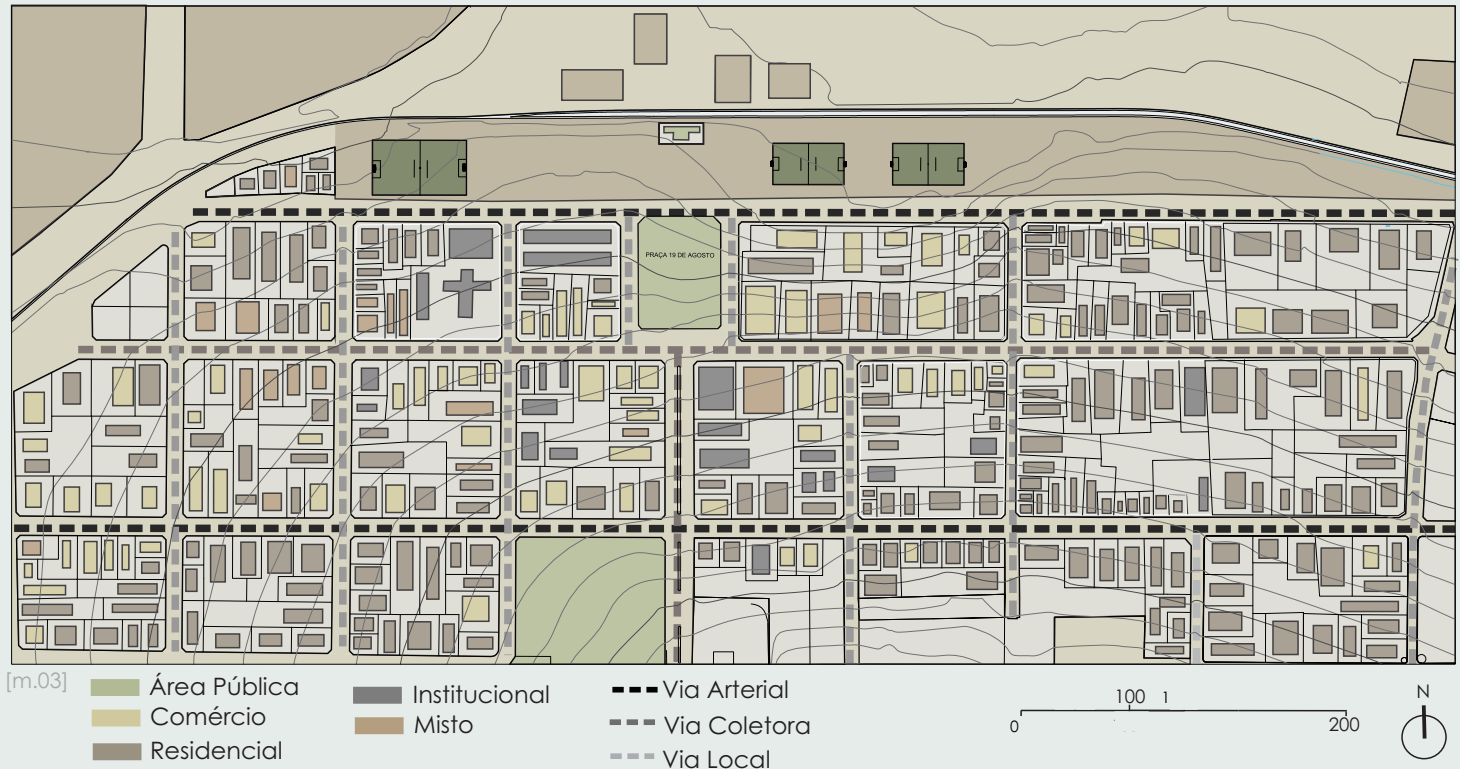 PRAÇA 19 DE AGOSTO
[m.03]
Área Pública
Comércio
Residencial
Institucional
Misto
Via Arterial
Via Coletora
Via Local
0 100 1 200
N